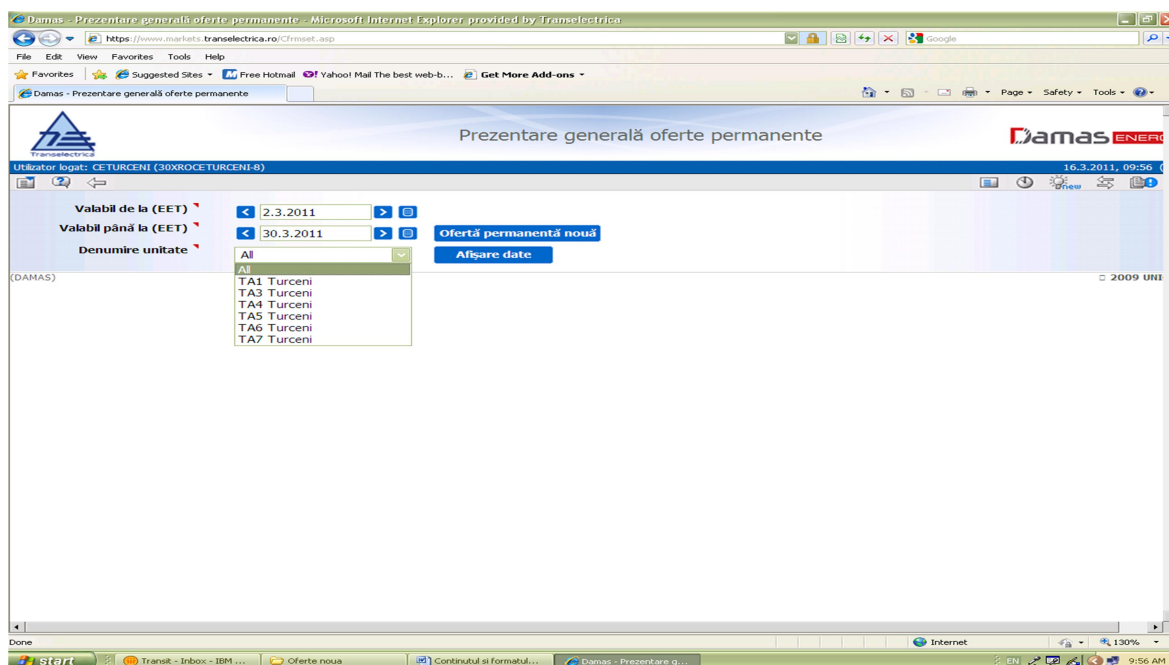 Damas - Prezentare generală oferte permanente - Microsoft Internet Explorer provided by Transelectrica
https://www.markets.transelectrica.ro/Cfrmset.asp
Google
File Edit View Favorites Tools Help
Favorites Suggested Sites Free Hotmail Yahoo! Mail The best web-b... Get More Add-ons
Damas - Prezentare generală oferte permanente
Page Safety Tools
Transelectrica
Prezentare generală oferte permanente
Damas ENERG
Utilizator logat: CETURCENI (30XROCETURCENI-8)
16.3.2011, 09:56 (
new
Valabil de la (EET)
2.3.2011
Valabil până la (EET)
30.3.2011
Ofertă permanentă nouă
Denumire unitate
All
Afişare date
All
TA1 Turceni
TA3 Turceni
TA4 Turceni
TA5 Turceni
TA6 Turceni
TA7 Turceni
(DAMAS)
2009 UNI
Done
Internet
130%
start
Transit - Inbox - IBM ...
Oferte noua
Continutul si formatul...
Damas - Prezentare g...
EN
9:56 AM